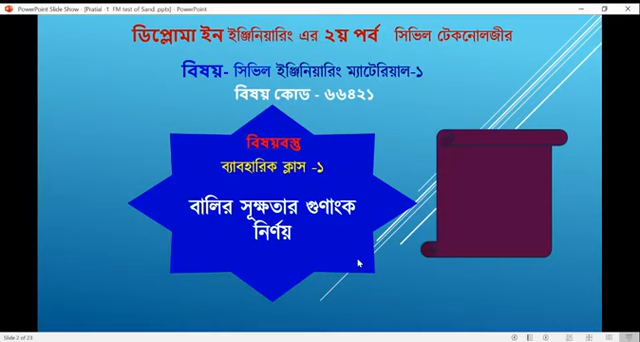 PowerPoint Slide Show - [Pratial -1 FM test of Sand .ppts] - PowerPoint
ডিপ্লোমা ইন ইঞ্জিনিয়ারিং এর ২য় পর্ব সিভিল টেকনোলজীর
বিষয়- সিভিল ইঞ্জিনিয়ারিং ম্যাটেরিয়াল-১
বিষয় কোড - ৬৬৪২১
বিষয়বস্তু
ব্যাবহারিক ক্লাস -১
বালির সূক্ষতার গুণাংক
নির্ণয়
Slide 2 of 23